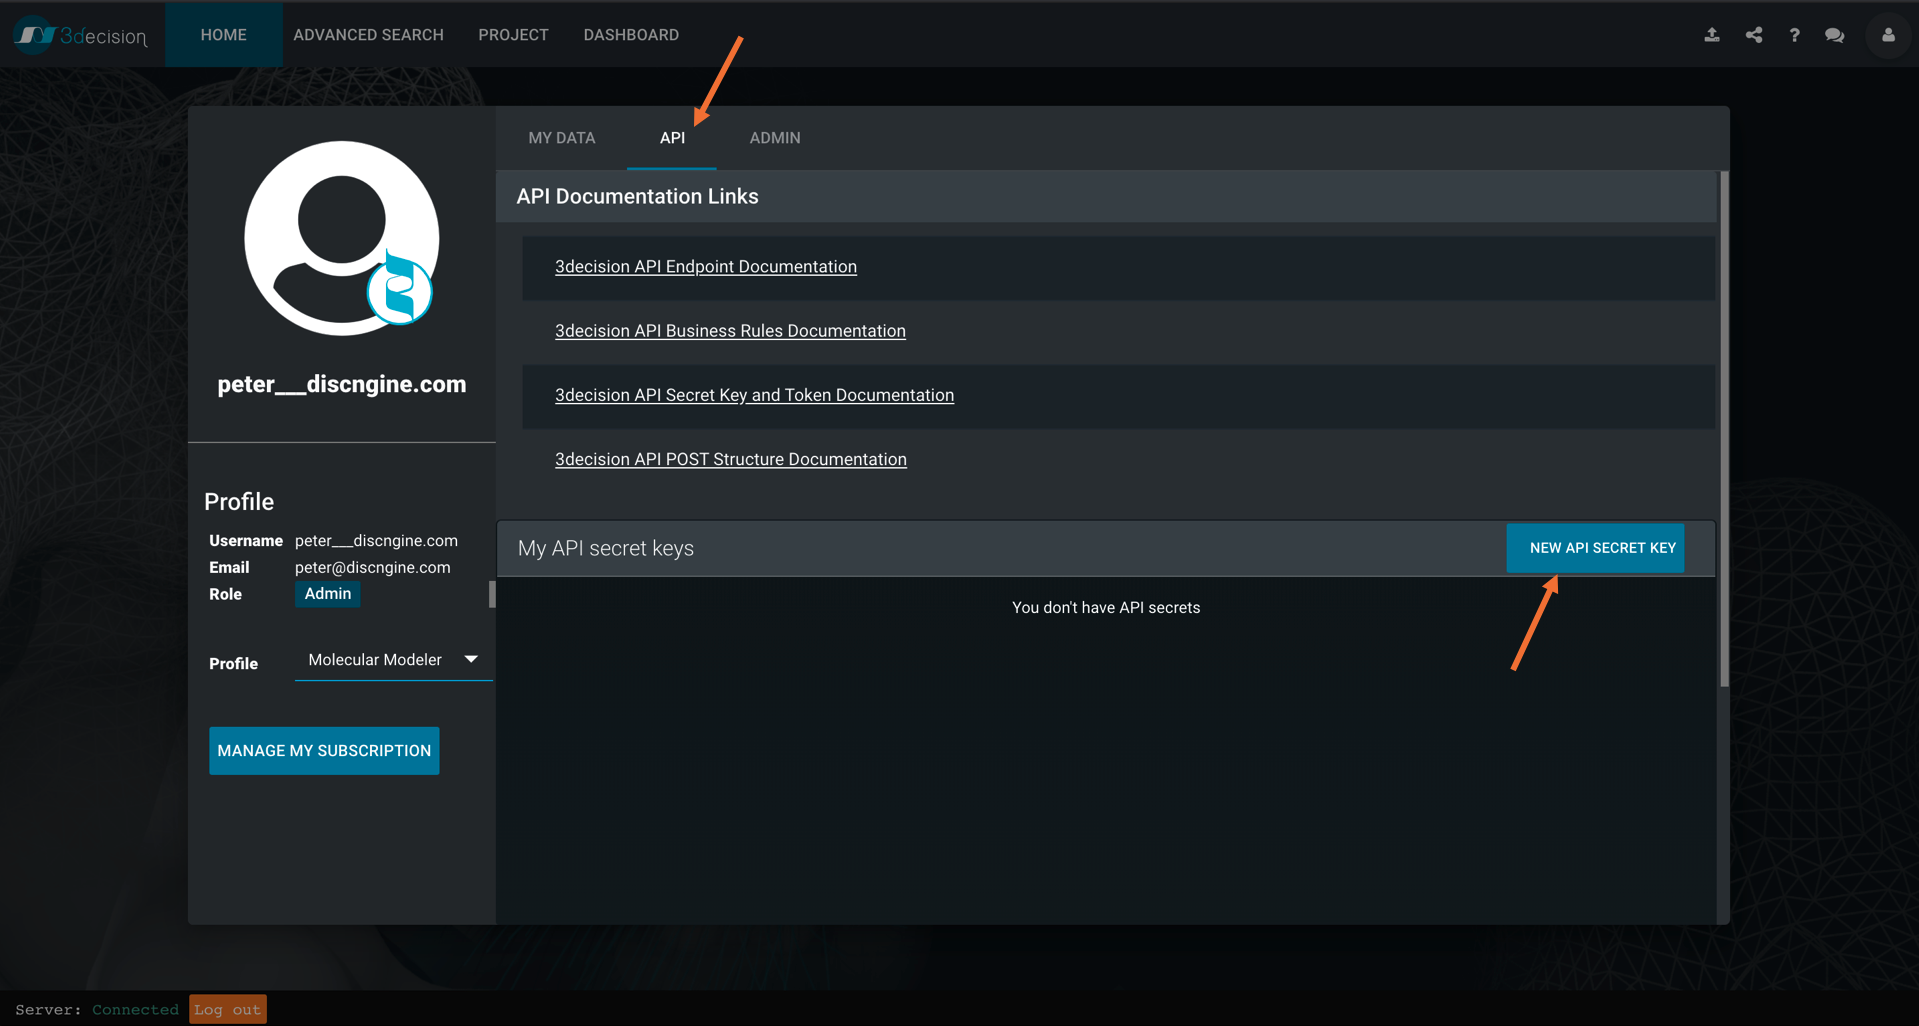 3decision
HOME
ADVANCED SEARCH
PROJECT
DASHBOARD
?
MY DATA
API
ADMIN
API Documentation Links
3decision API Endpoint Documentation
3decision API Business Rules Documentation
3decision API Secret Key and Token Documentation
3decision API POST Structure Documentation
peter___discngine.com
Profile
Username peter___discngine.com
Email peter@discngine.com
Role Admin
Profile Molecular Modeler
MANAGE MY SUBSCRIPTION
My API secret keys
NEW API SECRET KEY
You don't have API secrets
Server: Connected Log out